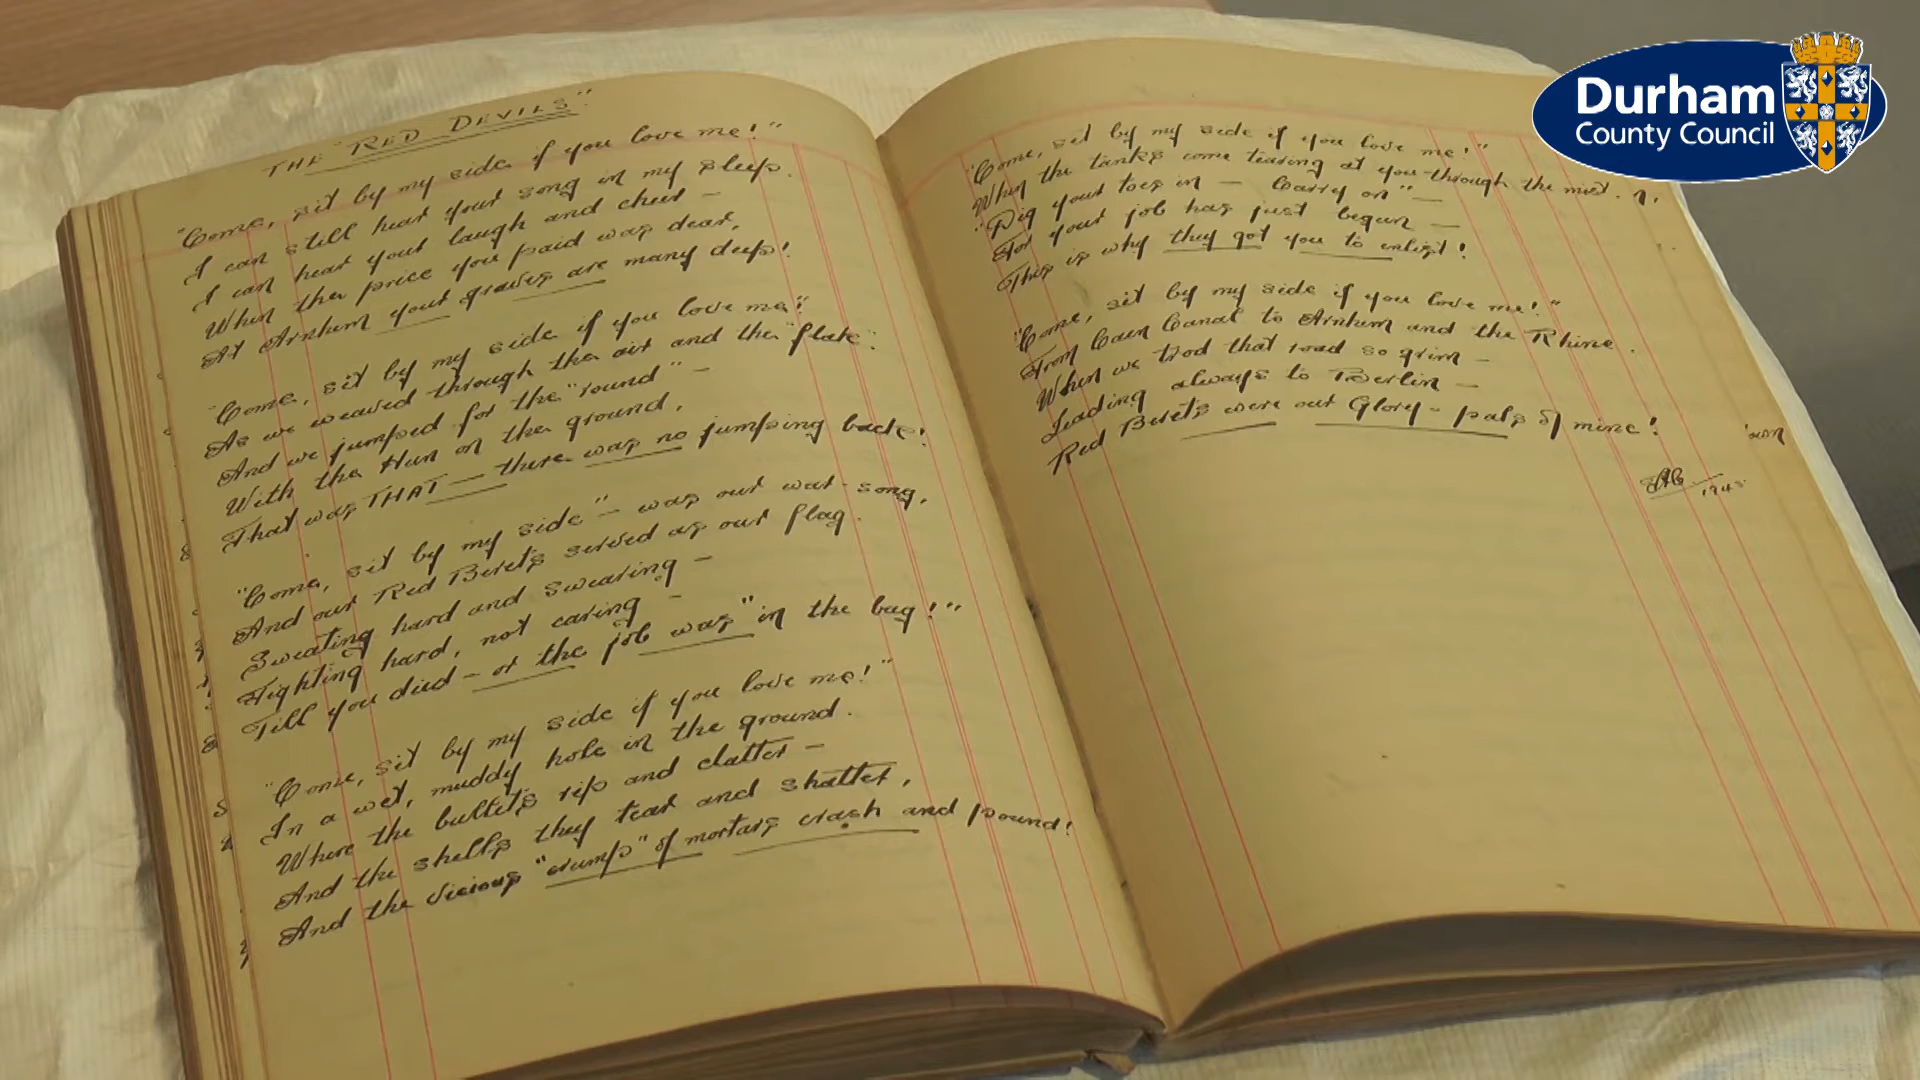 THE "RED DEVILS"
"Come, sit by my side if you love me!"
I can still hear your song in my sleep.
I can hear your laugh and cheer —
When the price you paid was dear,
At Arnhem your graves are many deep!
"Come, sit by my side if you love me!"
As we weaved through the air and the "flak".
And we jumped for the "round" —
With the Hun on the ground,
That was THAT — there was no jumping back!
"Come, sit by my side" — was our war-song,
And our Red Berets served as our flag.
Sweating hard and swearing —
Fighting hard, not caring —
Till you died — or the job was "in the bag!"
"Come, sit by my side if you love me!"
In a wet, muddy hole in the ground.
Where the bullets rip and clatter —
And the shells they tear and shatter,
And the vicious "crump" of mortars crash and pound!
"Come, sit by my side if you love me!"
When the tanks come tearing at you through the mist.
"Dig your toes in — Carry on" —
For your job has just begun —
This is why they got you to enlist!
"Come, sit by my side if you love me!"
From Caen Canal to Arnhem and the Rhine.
When we trod that road so grim —
Leading always to Berlin —
Red Berets were our Glory - pals of mine!
1945
Durham
County Council